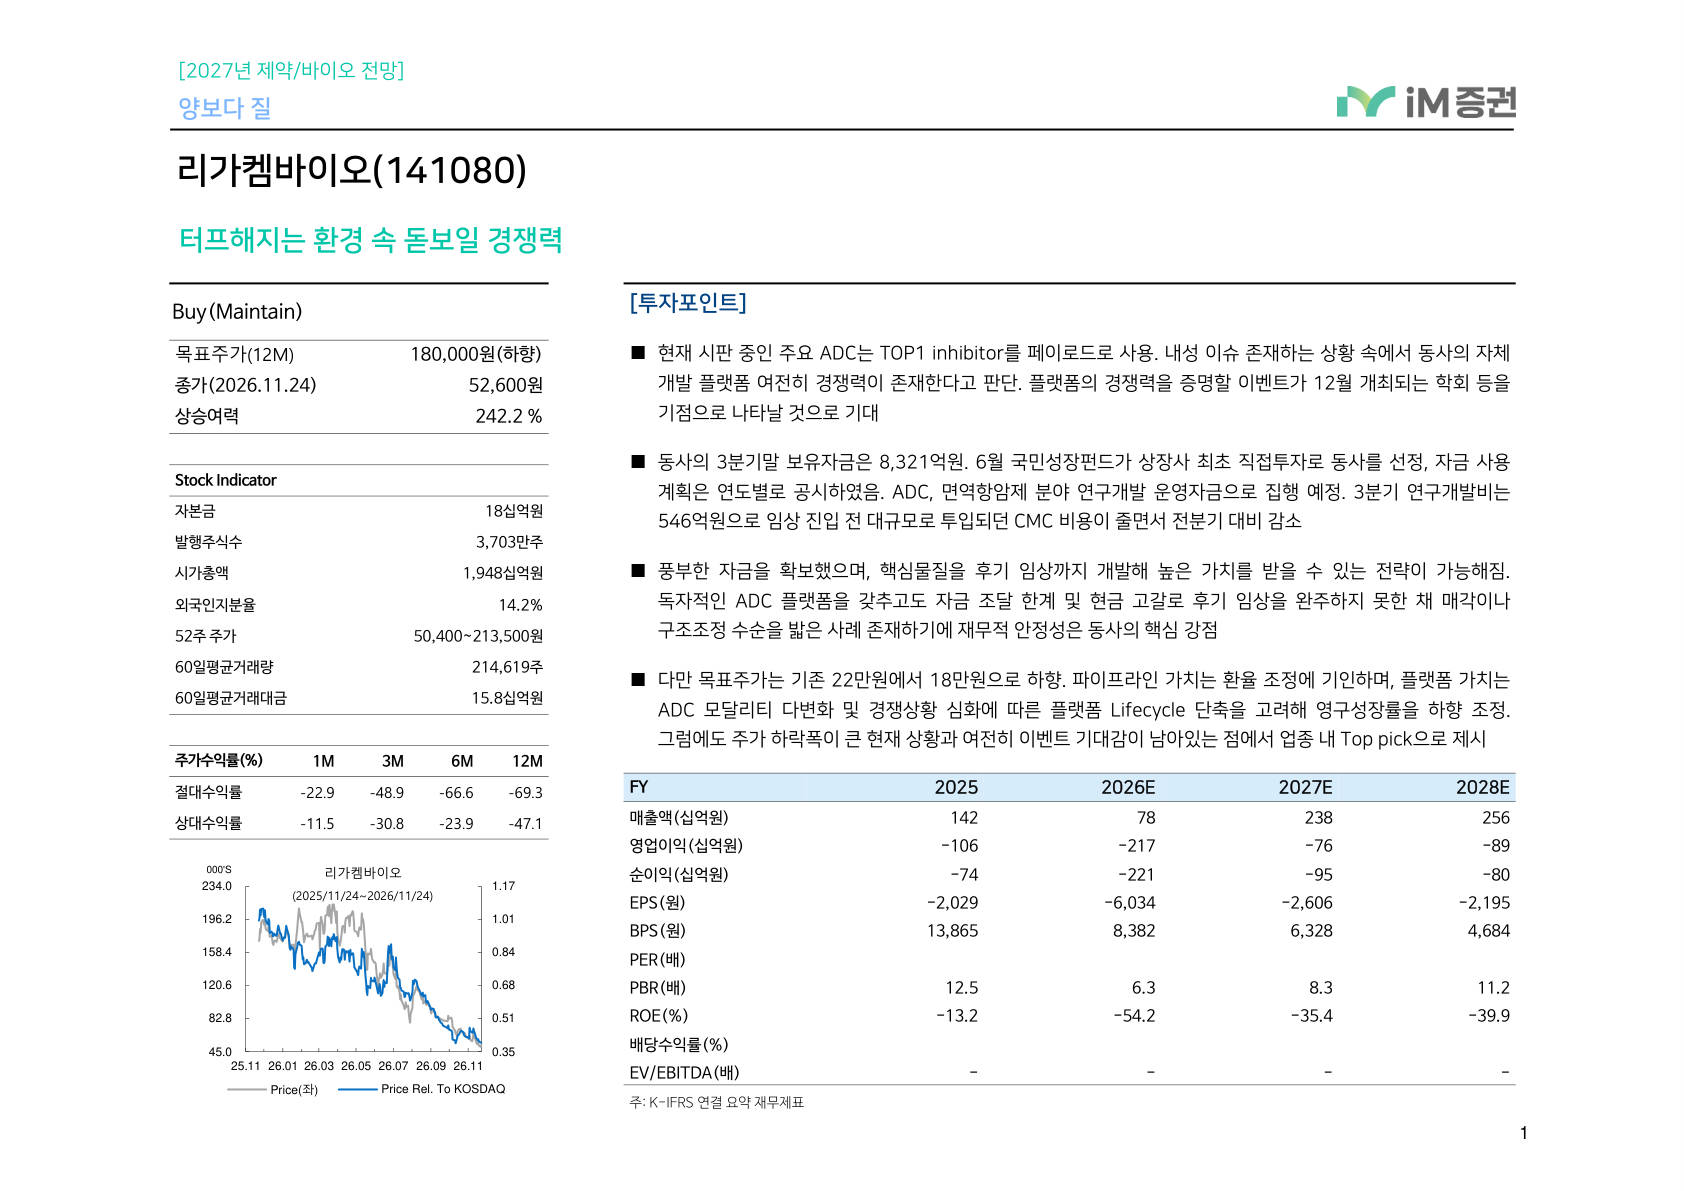 [2027년 제약/바이오 전망]
양보다 질
iM증권
리가켐바이오(141080)
터프해지는 환경 속 돋보일 경쟁력
Buy(Maintain)
목표주가(12M) 180,000원(하향)
종가(2026.11.24) 52,600원
상승여력 242.2 %
Stock Indicator
자본금 18십억원
발행주식수 3,703만주
시가총액 1,948십억원
외국인지분율 14.2%
52주 주가 50,400~213,500원
60일평균거래량 214,619주
60일평균거래대금 15.8십억원
주가수익률(%) 1M 3M 6M 12M
절대수익률 -22.9 -48.9 -66.6 -69.3
상대수익률 -11.5 -30.8 -23.9 -47.1
000'S 리가켐바이오
(2025/11/24~2026/11/24)
234.0 1.17
196.2 1.01
158.4 0.84
120.6 0.68
82.8 0.51
45.0 0.35
25.11 26.01 26.03 26.05 26.07 26.09 26.11
Price(좌) Price Rel. To KOSDAQ
[투자포인트]
■ 현재 시판 중인 주요 ADC는 TOP1 inhibitor를 페이로드로 사용. 내성 이슈 존재하는 상황 속에서 동사의 자체
개발 플랫폼 여전히 경쟁력이 존재한다고 판단. 플랫폼의 경쟁력을 증명할 이벤트가 12월 개최되는 학회 등을
기점으로 나타날 것으로 기대
■ 동사의 3분기말 보유자금은 8,321억원. 6월 국민성장펀드가 상장사 최초 직접투자로 동사를 선정, 자금 사용
계획은 연도별로 공시하였음. ADC, 면역항암제 분야 연구개발 운영자금으로 집행 예정. 3분기 연구개발비는
546억원으로 임상 진입 전 대규모로 투입되던 CMC 비용이 줄면서 전분기 대비 감소
■ 풍부한 자금을 확보했으며, 핵심물질을 후기 임상까지 개발해 높은 가치를 받을 수 있는 전략이 가능해짐.
독자적인 ADC 플랫폼을 갖추고도 자금 조달 한계 및 현금 고갈로 후기 임상을 완주하지 못한 채 매각이나
구조조정 수순을 밟은 사례 존재하기에 재무적 안정성은 동사의 핵심 강점
■ 다만 목표주가는 기존 22만원에서 18만원으로 하향. 파이프라인 가치는 환율 조정에 기인하며, 플랫폼 가치는
ADC 모달리티 다변화 및 경쟁상황 심화에 따른 플랫폼 Lifecycle 단축을 고려해 영구성장률을 하향 조정.
그럼에도 주가 하락폭이 큰 현재 상황과 여전히 이벤트 기대감이 남아있는 점에서 업종 내 Top pick으로 제시
FY 2025 2026E 2027E 2028E
매출액(십억원) 142 78 238 256
영업이익(십억원) -106 -217 -76 -89
순이익(십억원) -74 -221 -95 -80
EPS(원) -2,029 -6,034 -2,606 -2,195
BPS(원) 13,865 8,382 6,328 4,684
PER(배)
PBR(배) 12.5 6.3 8.3 11.2
ROE(%) -13.2 -54.2 -35.4 -39.9
배당수익률(%)
EV/EBITDA(배) - - - -
주: K-IFRS 연결 요약 재무제표
1